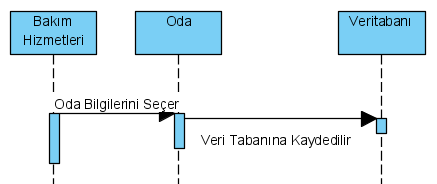 Bakım
Hizmetleri
Oda
Veritabanı
Oda Bilgilerini Seçer
Veri Tabanına Kaydedilir